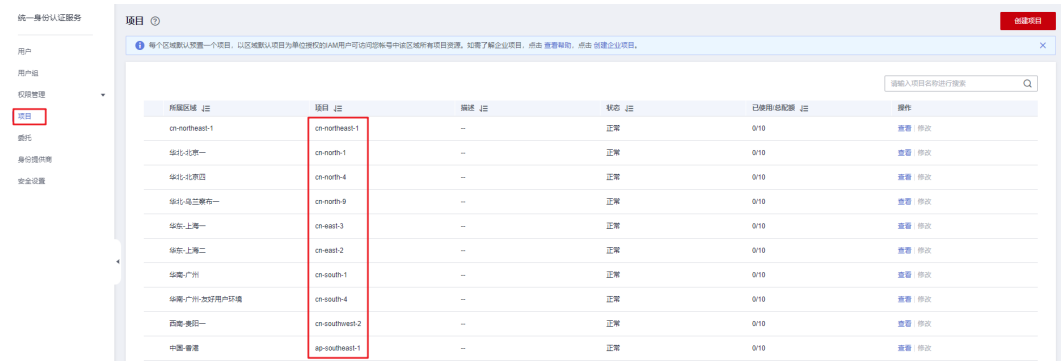 统一身份认证服务
用户
用户组
权限管理
项目
委托
身份提供商
安全设置
项目
创建项目
每个区域默认预置一个项目，以区域默认项目为单位授权的IAM用户可访问您帐号中该区域所有项目资源。如需了解企业项目，点击 查看帮助，点击 创建企业项目。
请输入项目名称进行搜索
所属区域 项目 描述 状态 已使用/总配额 操作
cn-northeast-1 cn-northeast-1 -- 正常 0/10 查看 | 修改
华北-北京一 cn-north-1 -- 正常 0/10 查看 | 修改
华北-北京四 cn-north-4 -- 正常 0/10 查看 | 修改
华北-乌兰察布一 cn-north-9 -- 正常 0/10 查看 | 修改
华东-上海一 cn-east-3 -- 正常 0/10 查看 | 修改
华东-上海二 cn-east-2 -- 正常 0/10 查看 | 修改
华南-广州 cn-south-1 -- 正常 0/10 查看 | 修改
华南-广州-友好用户环境 cn-south-4 -- 正常 0/10 查看 | 修改
西南-贵阳一 cn-southwest-2 -- 正常 0/10 查看 | 修改
中国-香港 ap-southeast-1 -- 正常 0/10 查看 | 修改